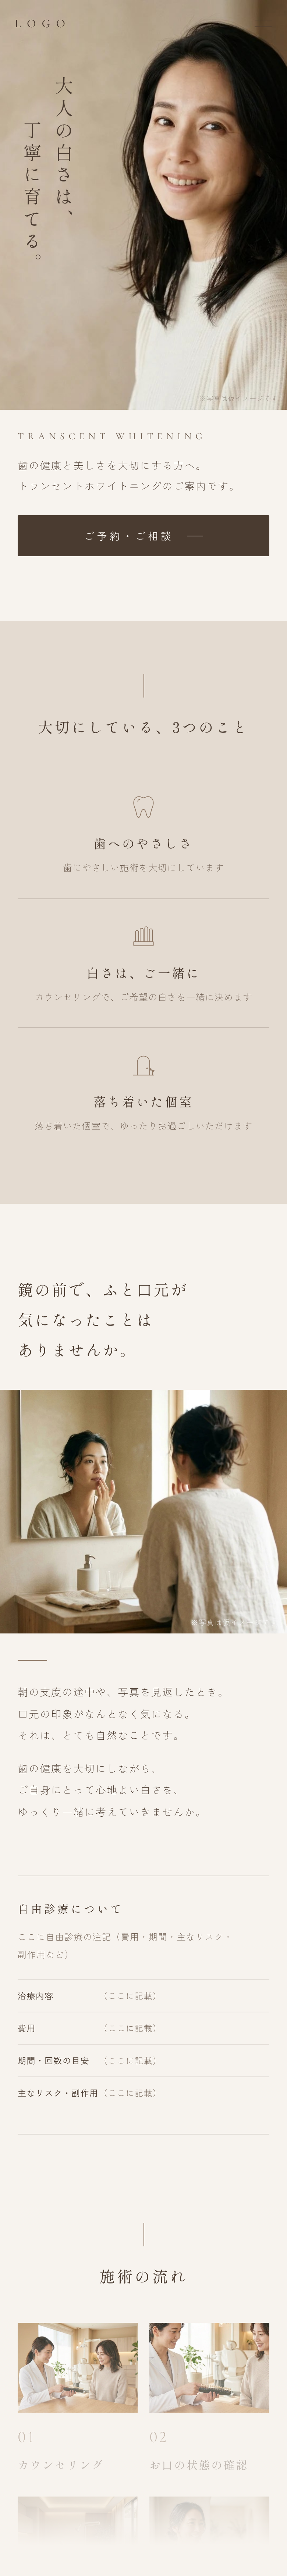 LOGO
大人の白さは、
丁寧に育てる。
※写真はイメージです
TRANSCENT WHITENING
歯の健康と美しさを大切にする方へ。
トランセントホワイトニングのご案内です。
ご予約・ご相談
大切にしている、3つのこと
歯へのやさしさ
歯にやさしい施術を大切にしています
白さは、ご一緒に
カウンセリングで、ご希望の白さを一緒に決めます
落ち着いた個室
落ち着いた個室で、ゆったりお過ごしいただけます
鏡の前で、ふと口元が
気になったことは
ありませんか。
朝の支度の途中や、写真を見返したとき。
口元の印象がなんとなく気になる。
それは、とても自然なことです。
歯の健康を大切にしながら、
ご自身にとって心地よい白さを、
ゆっくり一緒に考えていきませんか。
自由診療について
ここに自由診療の注記（費用・期間・主なリスク・
副作用など）
治療内容 （ここに記載）
費用 （ここに記載）
期間・回数の目安 （ここに記載）
主なリスク・副作用 （ここに記載）
施術の流れ
01
カウンセリング
02
お口の状態の確認